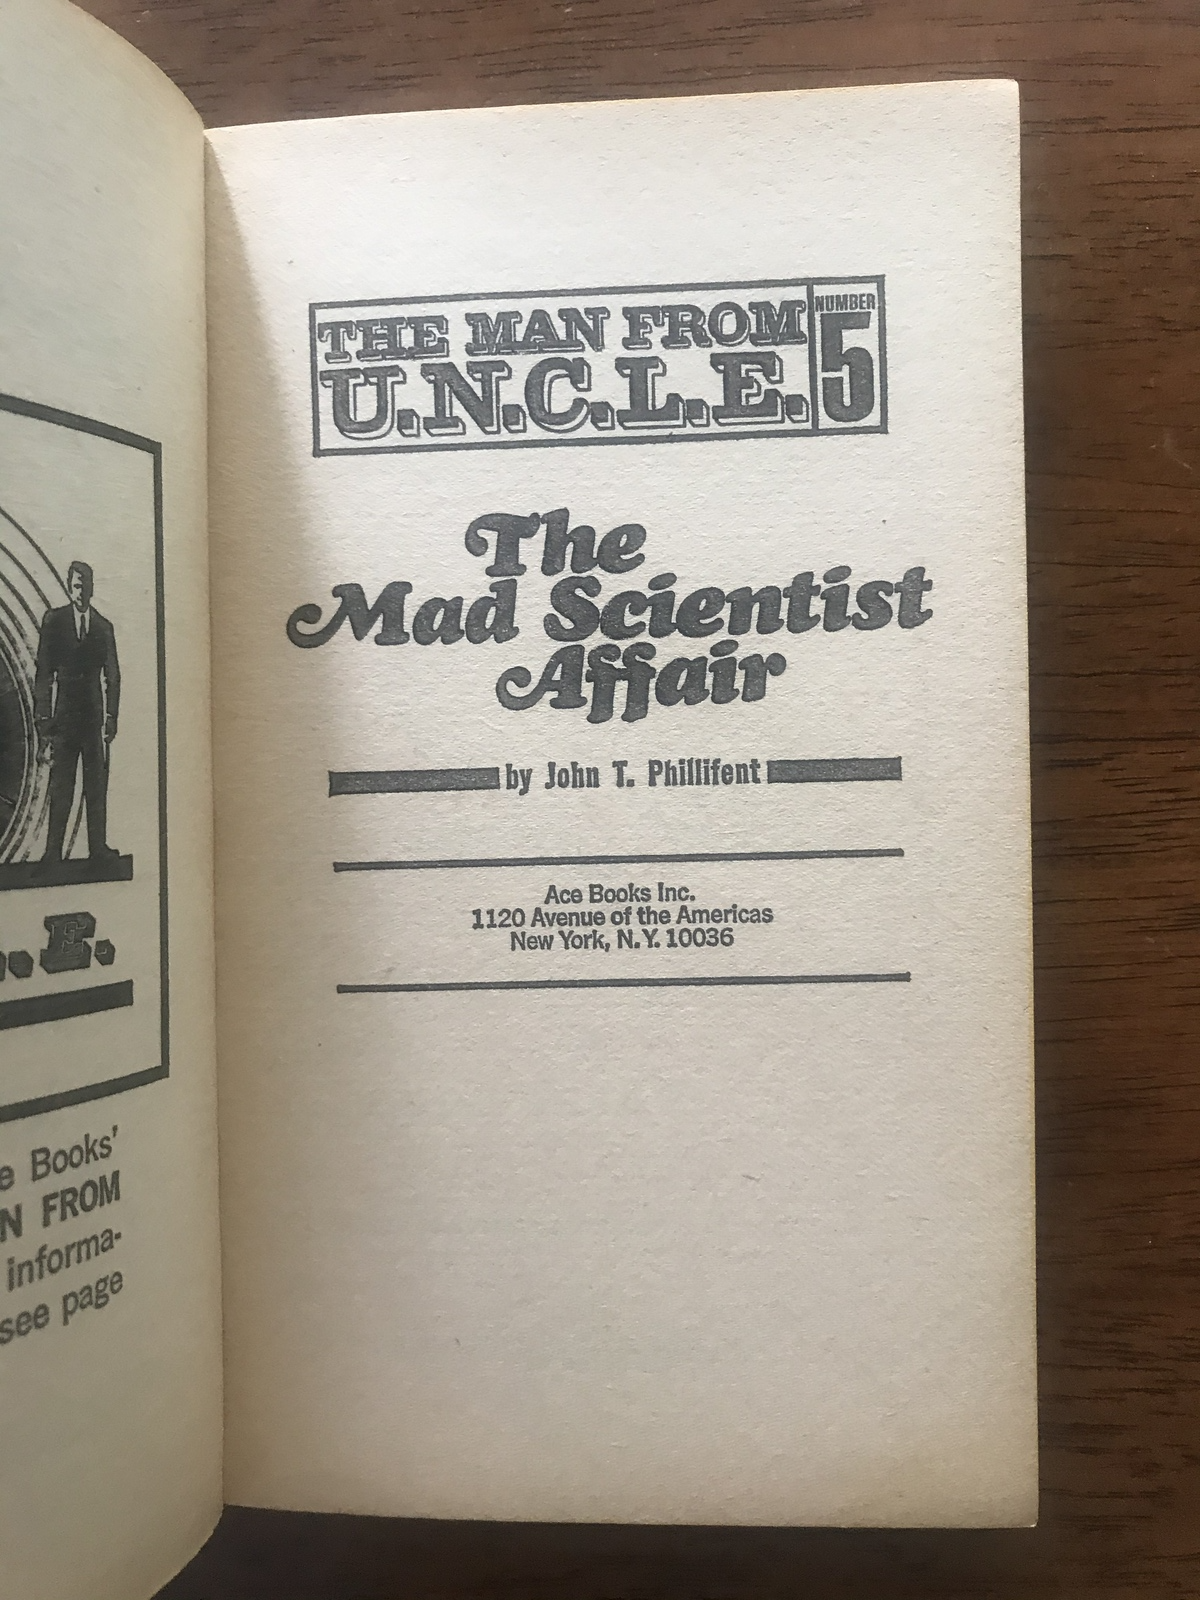 E.
e Books'
N FROM
informa-
see page
THE MAN FROM
U.N.C.L.E.
NUMBER
5
The
Mad Scientist
Affair
by John T. Phillifent
Ace Books Inc.
1120 Avenue of the Americas
New York, N.Y. 10036